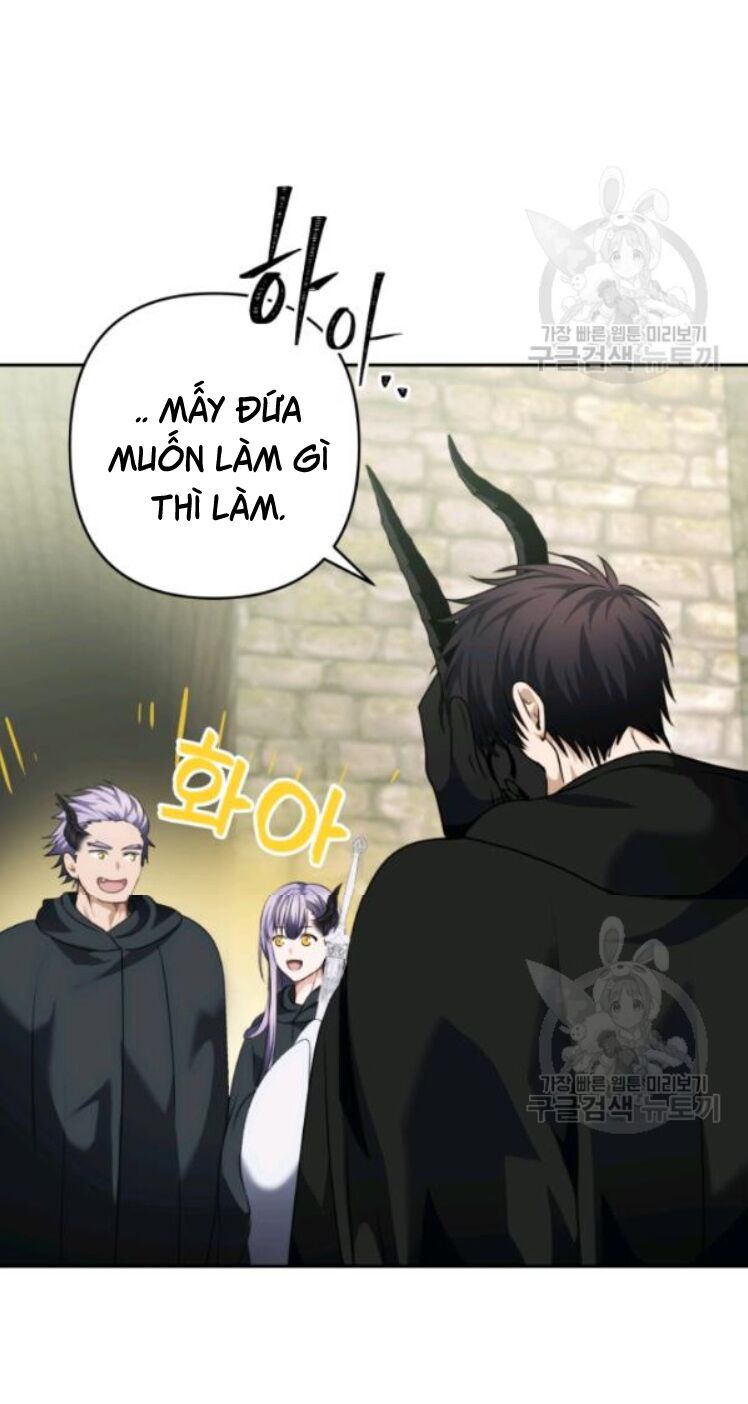 하아..
가장 빠른 웹툰 미리보기
구글검색 뉴토끼
.. MẤY ĐỨA
MUỐN LÀM GÌ
THÌ LÀM.
화아
가장 빠른 웹툰 미리보기
구글검색 뉴토끼